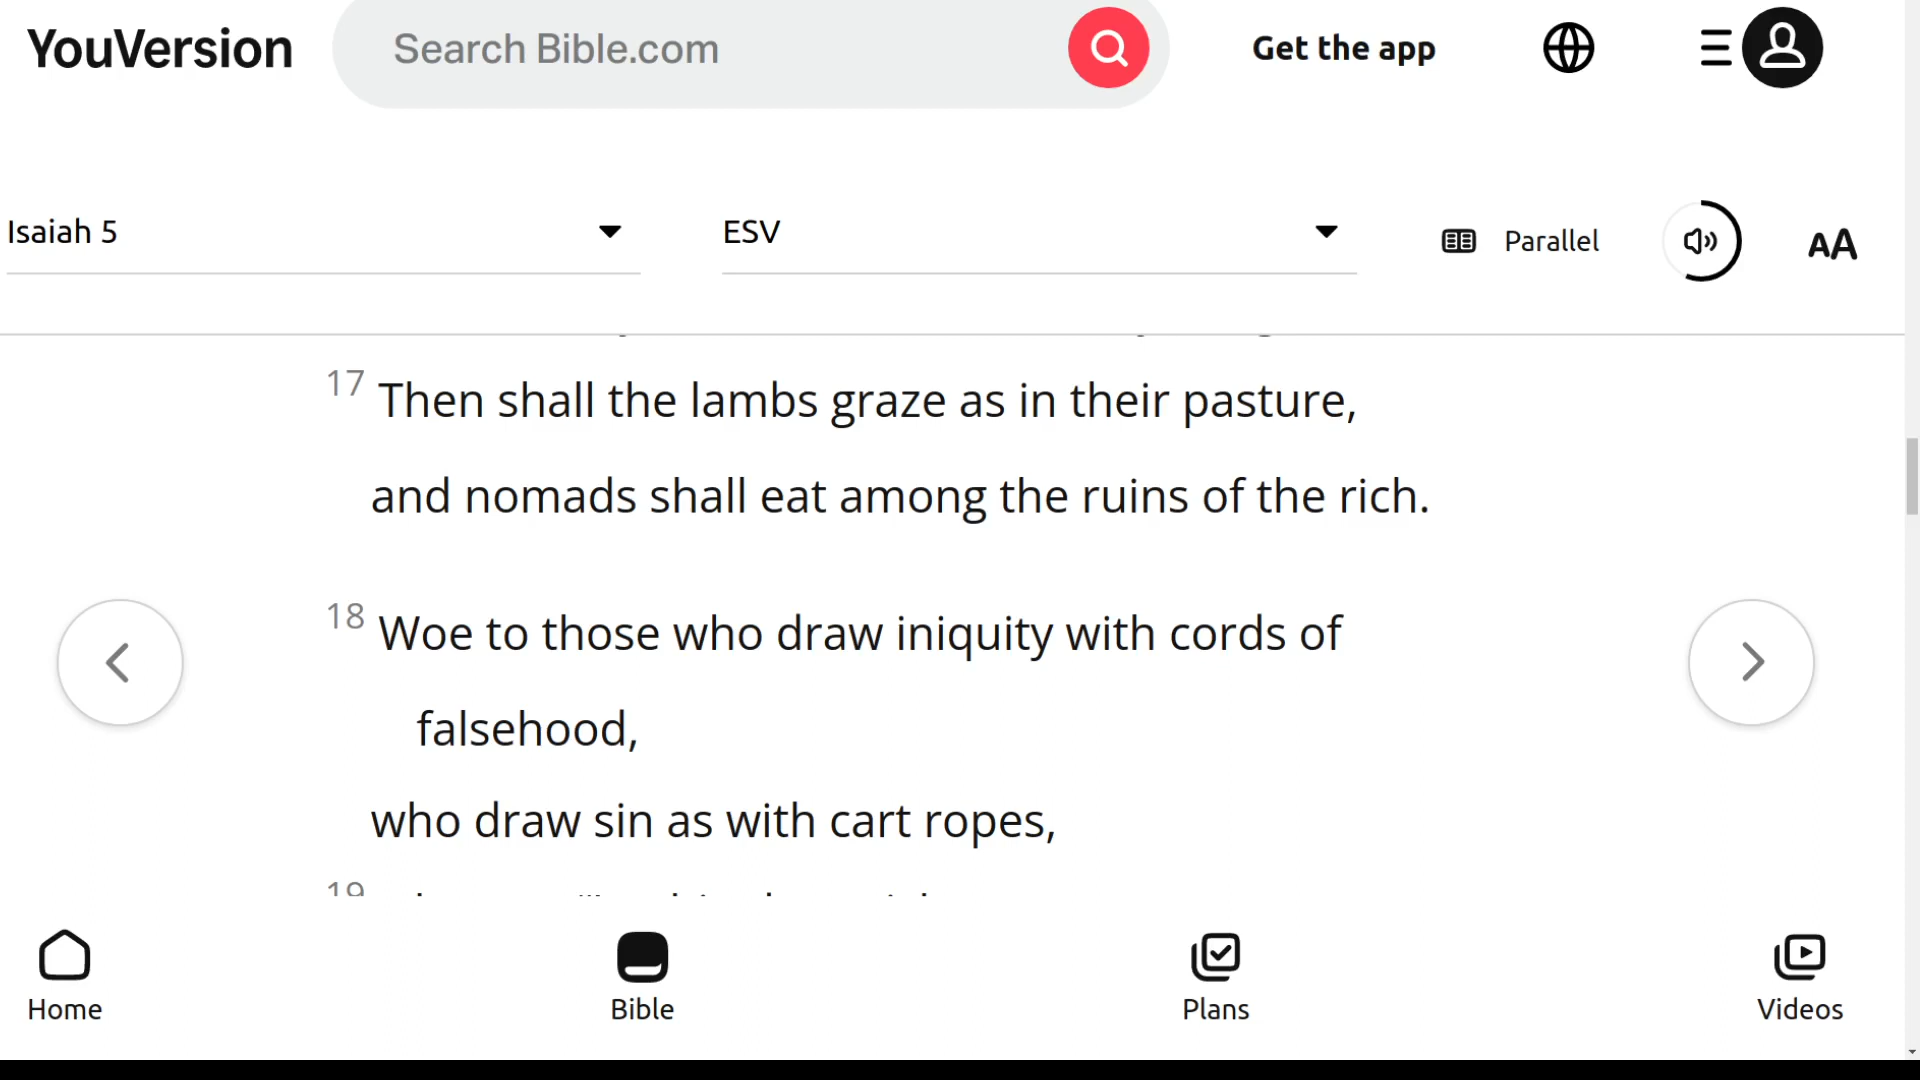 YouVersion
Search Bible.com
Get the app
Isaiah 5
ESV
Parallel
AA
17 Then shall the lambs graze as in their pasture,
and nomads shall eat among the ruins of the rich.
18 Woe to those who draw iniquity with cords of
falsehood,
who draw sin as with cart ropes,
19
Home
Bible
Plans
Videos